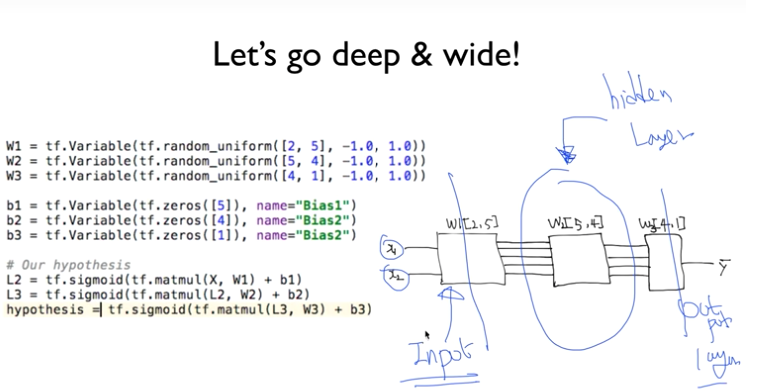 Let's go deep & wide!
W1 = tf.Variable(tf.random_uniform([2, 5], -1.0, 1.0))
W2 = tf.Variable(tf.random_uniform([5, 4], -1.0, 1.0))
W3 = tf.Variable(tf.random_uniform([4, 1], -1.0, 1.0))
b1 = tf.Variable(tf.zeros([5]), name="Bias1")
b2 = tf.Variable(tf.zeros([4]), name="Bias2")
b3 = tf.Variable(tf.zeros([1]), name="Bias2")
# Our hypothesis
L2 = tf.sigmoid(tf.matmul(X, W1) + b1)
L3 = tf.sigmoid(tf.matmul(L2, W2) + b2)
hypothesis = tf.sigmoid(tf.matmul(L3, W3) + b3)
hidden
Layer
W1[2,5]
W2[5,4]
W3[4,1]
x1
x2
Y̅
Input
output
layer